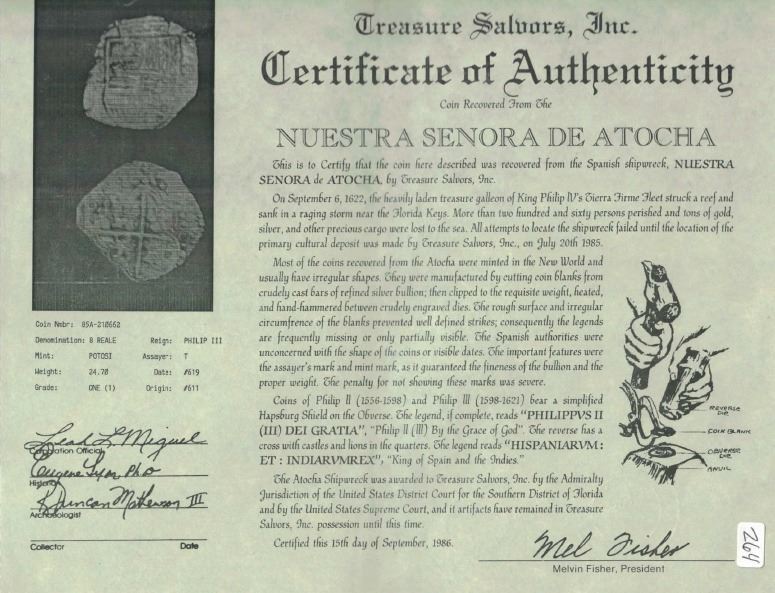 Treasure Salvors, Inc.
Certificate of Authenticity
Coin Recovered From The
NUESTRA SENORA DE ATOCHA
This is to Certify that the coin here described was recovered from the Spanish shipwreck, NUESTRA
SENORA de ATOCHA, by Treasure Salvors, Inc.
On September 6, 1622, the heavily laden treasure galleon of King Philip IV's Tierra Firme Fleet struck a reef and
sank in a raging storm near the Florida Keys. More than two hundred and sixty persons perished and tons of gold,
silver, and other precious cargo were lost to the sea. All attempts to locate the shipwreck failed until the location of the
primary cultural deposit was made by Treasure Salvors, Inc., on July 20th 1985.
Most of the coins recovered from the Atocha were minted in the New World and
usually have irregular shapes. They were manufactured by cutting coin blanks from
crudely cast bars of refined silver bullion; then clipped to the requisite weight, heated,
and hand-hammered between crudely engraved dies. The rough surface and irregular
circumfrence of the blanks prevented well defined strikes; consequently the legends
are frequently missing or only partially visible. The Spanish authorities were
unconcerned with the shape of the coins or visible dates. The important features were
the assayer's mark and mint mark, as it guaranteed the fineness of the bullion and the
proper weight. The penalty for not showing these marks was severe.
Coins of Philip II (1556-1598) and Philip III (1598-1621) bear a simplified
Hapsburg Shield on the Obverse. The legend, if complete, reads "PHILIPPVS II
(III) DEI GRATIA", "Philip II (III) By the Grace of God". The reverse has a
cross with castles and lions in the quarters. The legend reads "HISPANIARVM :
ET : INDIARVMREX", "King of Spain and the Indies."
The Atocha Shipwreck was awarded to Treasure Salvors, Inc. by the Admiralty
Jurisdiction of the United States District Court for the Southern District of Florida
and by the United States Supreme Court, and it artifacts have remained in Treasure
Salvors, Inc. possession until this time.
Certified this 15th day of September, 1986.
Coin Nmbr: 85A-210662
Denomination: 8 REALE Reign: PHILIP III
Mint: POTOSI Assayer: T
Weight: 24.70 Date: #619
Grade: ONE (1) Origin: #611
Leah L Miguel
Corporation Official
Eugene Lyon PhD
Historian
R Duncan Mathewson III
Archaeologist
Collector Date
REVERSE
DIE
COIN BLANK
OBVERSE
DIE
ANVIL
Mel Fisher
Melvin Fisher, President
264